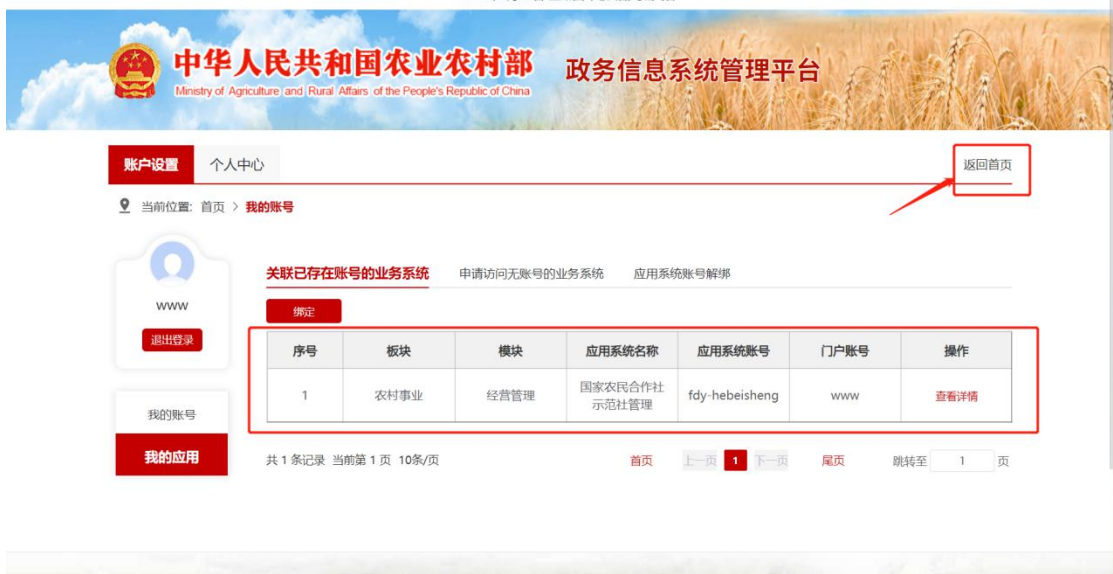 中华人民共和国农业农村部
政务信息系统管理平台
Ministry of Agriculture and Rural Affairs of the People's Republic of China
账户设置 个人中心 返回首页
当前位置: 首页 > 我的账号
关联已存在账号的业务系统 申请访问无账号的业务系统 应用系统账号解绑
www
绑定
退出登录
序号 板块 模块 应用系统名称 应用系统账号 门户账号 操作
1 农村事业 经营管理 国家农民合作社 fdy-hebeisheng www 查看详情
示范社管理
我的账号
我的应用
共 1 条记录 当前第 1 页 10条/页 首页 上一页 1 下一页 尾页 跳转至 1 页